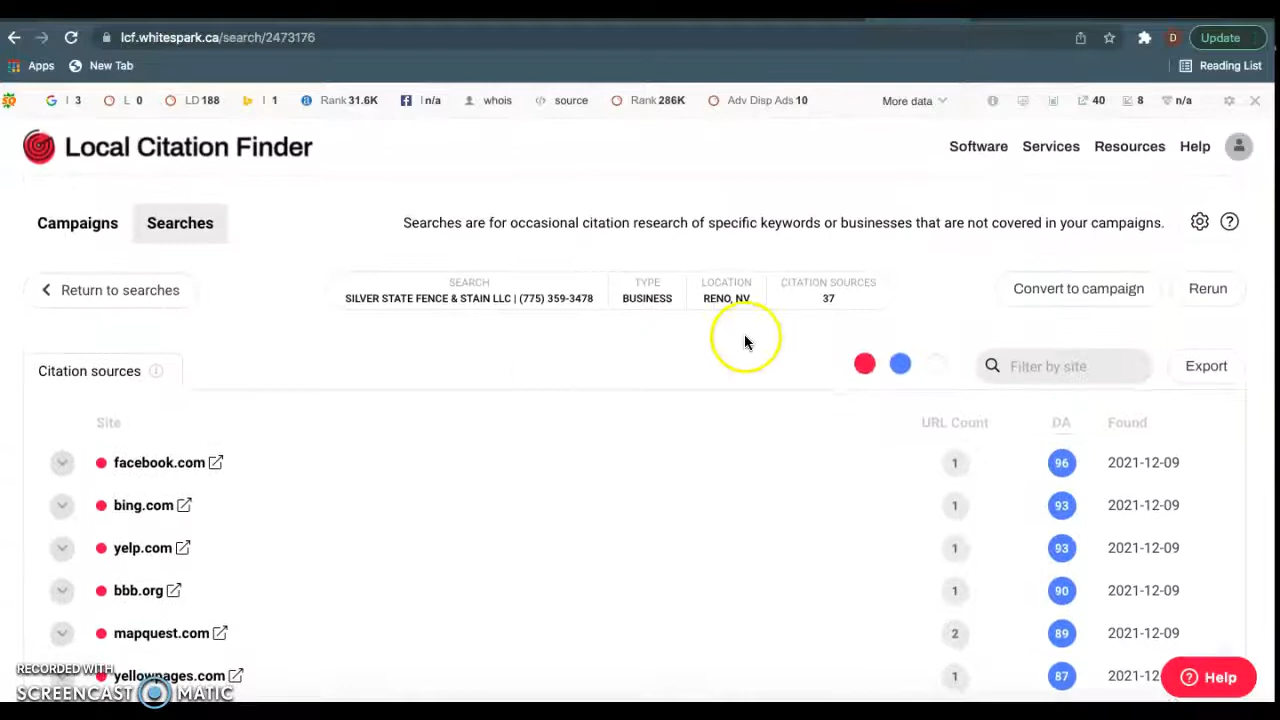 lcf.whitespark.ca/search/2473176
D
Update
Apps
New Tab
Reading List
SQ
G I 3
L 0
LD 188
I 1
Rank 31.6K
I n/a
whois
source
Rank 286K
Adv Disp Ads 10
More data
40
8
n/a
Local Citation Finder
Software
Services
Resources
Help
Campaigns
Searches
Searches are for occasional citation research of specific keywords or businesses that are not covered in your campaigns.
Return to searches
SEARCH
SILVER STATE FENCE & STAIN LLC | (775) 359-3478
TYPE
BUSINESS
LOCATION
RENO, NV
CITATION SOURCES
37
Convert to campaign
Rerun
Citation sources
Filter by site
Export
Site
URL Count
DA
Found
facebook.com 1 96 2021-12-09
bing.com 1 93 2021-12-09
yelp.com 1 93 2021-12-09
bbb.org 1 90 2021-12-09
mapquest.com 2 89 2021-12-09
yellowpages.com 1 87 2021-12
Help
RECORDED WITH
SCREENCAST MATIC